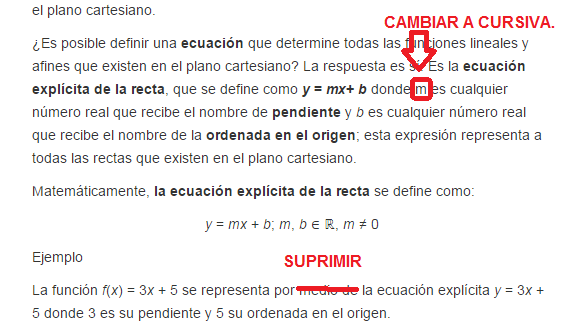 el plano cartesiano.
CAMBIAR A CURSIVA.
¿Es posible definir una ecuación que determine todas las funciones lineales y
afines que existen en el plano cartesiano? La respuesta es sí. Es la ecuación
explícita de la recta, que se define como y = mx+ b donde m es cualquier
número real que recibe el nombre de pendiente y b es cualquier número real
que recibe el nombre de la ordenada en el origen; esta expresión representa a
todas las rectas que existen en el plano cartesiano.
Matemáticamente, la ecuación explícita de la recta se define como:
y = mx + b; m, b ∈ ℝ, m ≠ 0
Ejemplo
SUPRIMIR
La función f(x) = 3x + 5 se representa por medio de la ecuación explícita y = 3x +
5 donde 3 es su pendiente y 5 su ordenada en el origen.